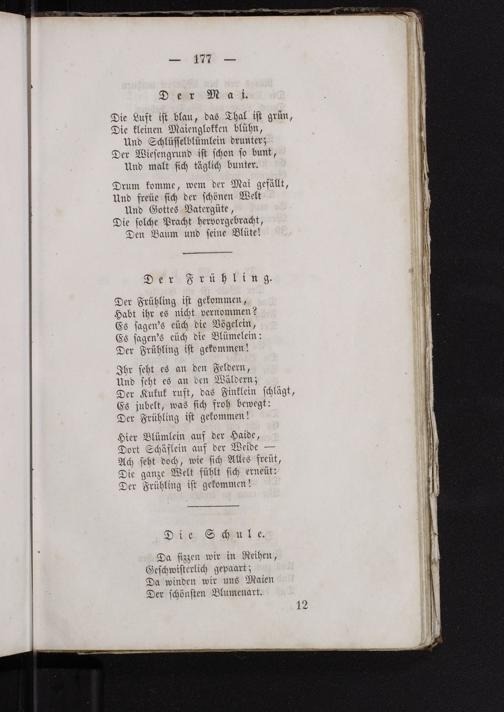 — 177 —
Der Mai.
Die Luft ist blau, das Thal ist grün,
Die kleinen Maienglokken blühn,
Und Schlüsselblümlein drunter;
Der Wiesengrund ist schon so bunt,
Und malt sich täglich bunter.
Drum komme, wem der Mai gefällt,
Und freüe sich der schönen Welt
Und Gottes Vatergüte,
Die solche Pracht hervorgebracht,
Den Baum und seine Blüte!
Der Frühling.
Der Frühling ist gekommen,
Habt ihr es nicht vernommen?
Es sagen's eüch die Vögelein,
Es sagen's eüch die Blümelein:
Der Frühling ist gekommen!
Ihr seht es an den Feldern,
Und seht es an den Wäldern;
Der Kukuk ruft, das Finklein schlägt,
Es jubelt, was sich froh bewegt:
Der Frühling ist gekommen!
Hier Blümlein auf der Haide,
Dort Schäflein auf der Weide —
Ach seht doch, wie sich Alles freüt,
Die ganze Welt fühlt sich erneüt:
Der Frühling ist gekommen!
Die Schule.
Da sizzen wir in Reihen,
Geschwisterlich gepaart;
Da winden wir uns Maien
Der schönsten Blumenart.
12